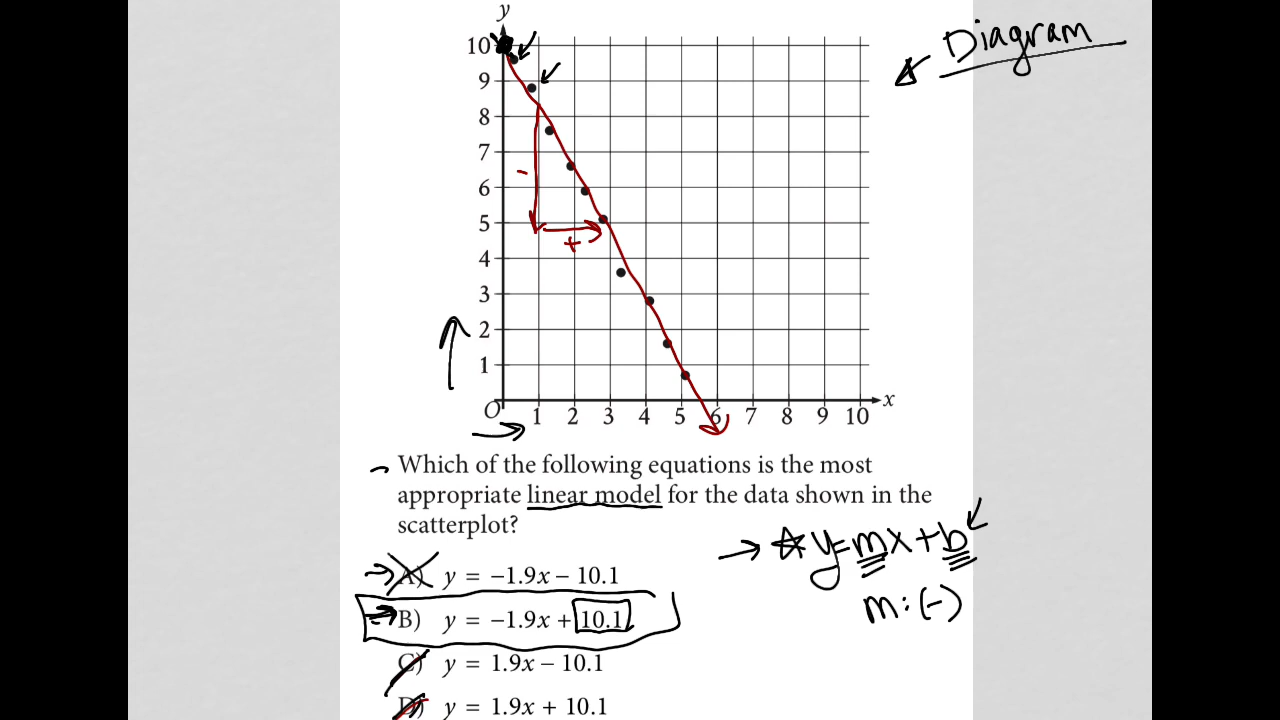 y
Diagram
10
9
8
7
6
5
4
3
2
1
-
+
O 1 2 3 4 5 6 7 8 9 10 x
Which of the following equations is the most
appropriate linear model for the data shown in the
scatterplot?
y=mx+b
m:(-)
A) y = −1.9x − 10.1
B) y = −1.9x + 10.1
C) y = 1.9x − 10.1
D) y = 1.9x + 10.1